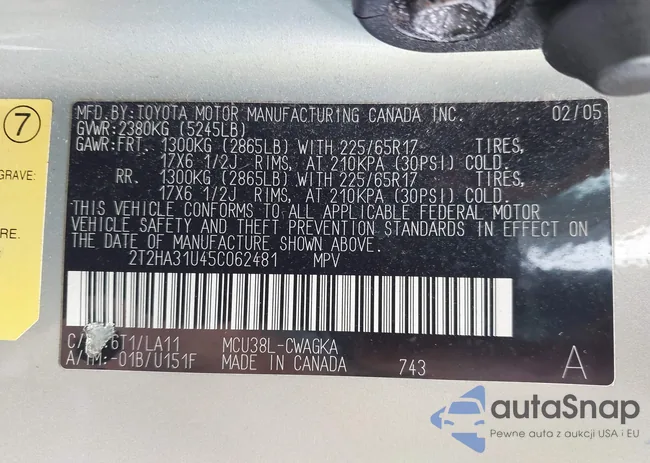 MFD.BY:TOYOTA MOTOR MANUFACTURING CANADA INC. 02/05
GVWR:2380KG (5245LB)
GAWR:FRT. 1300KG (2865LB) WITH 225/65R17 TIRES,
17X6 1/2J RIMS, AT 210KPA (30PSI) COLD.
RR. 1300KG (2865LB) WITH 225/65R17 TIRES,
17X6 1/2J RIMS, AT 210KPA (30PSI) COLD.
THIS VEHICLE CONFORMS TO ALL APPLICABLE FEDERAL MOTOR
VEHICLE SAFETY AND THEFT PREVENTION STANDARDS IN EFFECT ON
THE DATE OF MANUFACTURE SHOWN ABOVE.
2T2HA31U45C062481 MPV
6T1/LA11 MCU38L-CWAGKA
-01B/U151F MADE IN CANADA 743 A
7
GRAVE:
RE.
autaSnap
Pewne auta z aukcji USA i EU